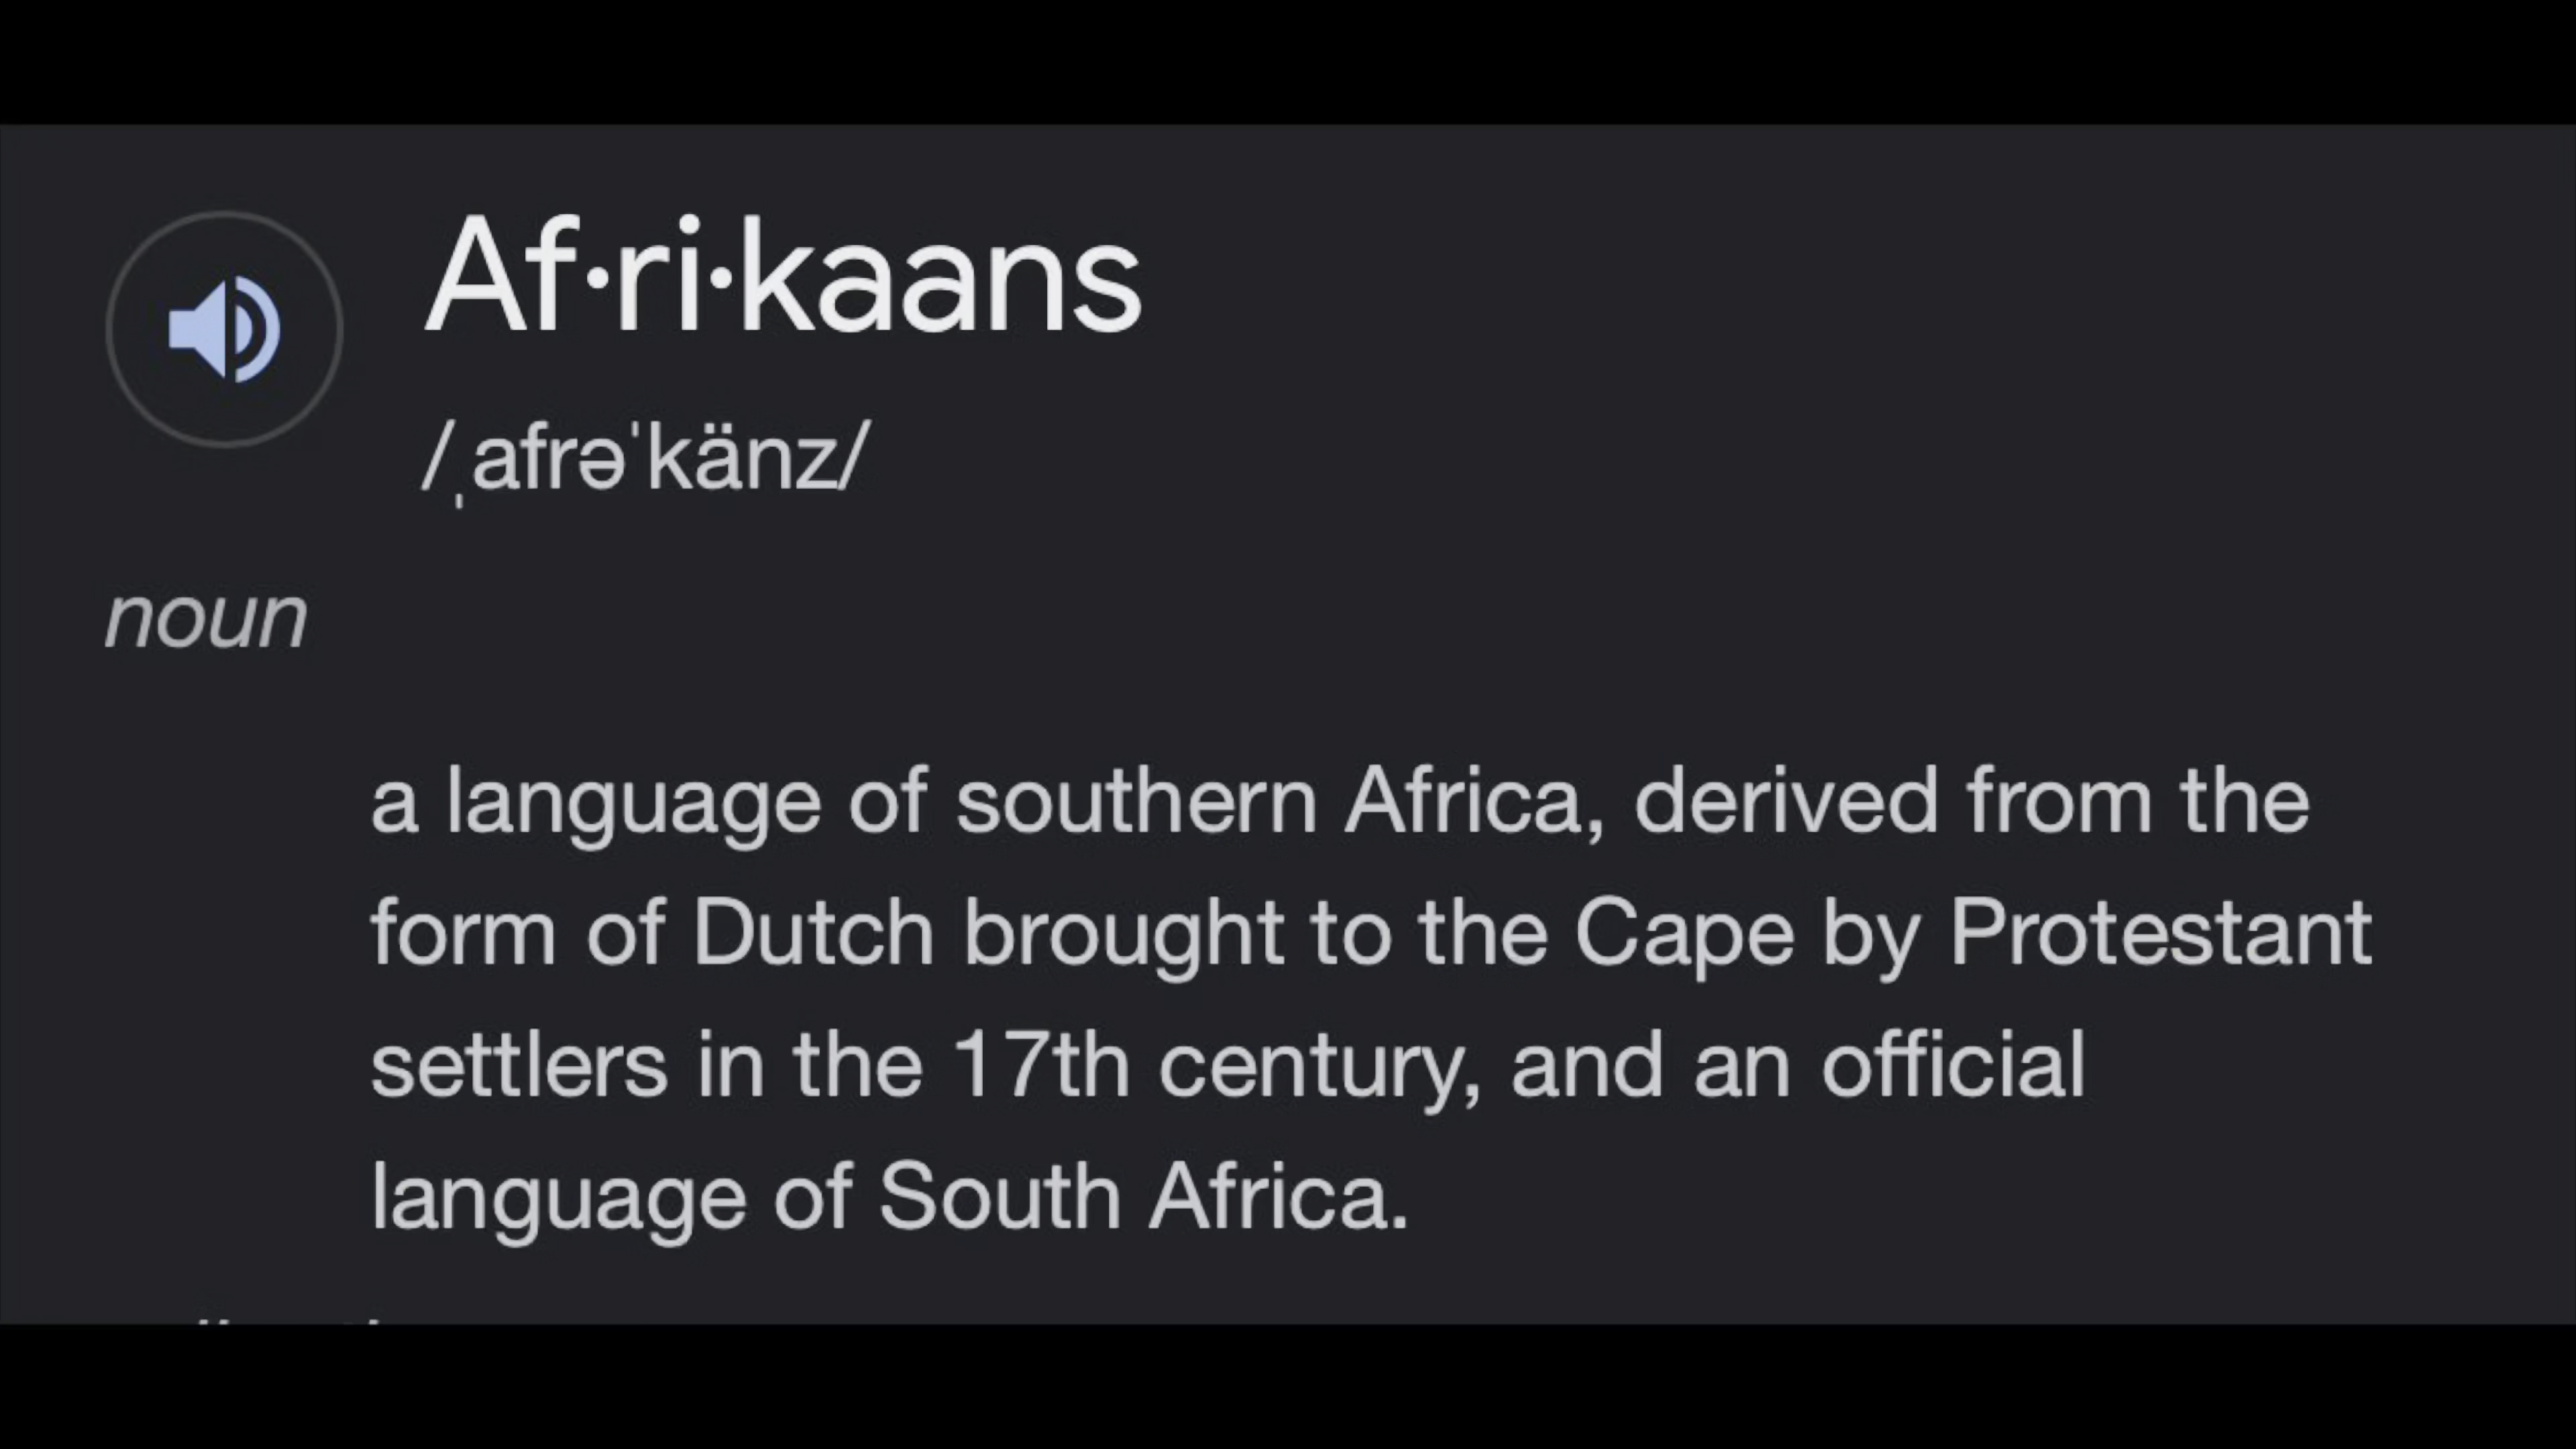 Af·ri·kaans
/ˌafrəˈkänz/
noun
a language of southern Africa, derived from the
form of Dutch brought to the Cape by Protestant
settlers in the 17th century, and an official
language of South Africa.